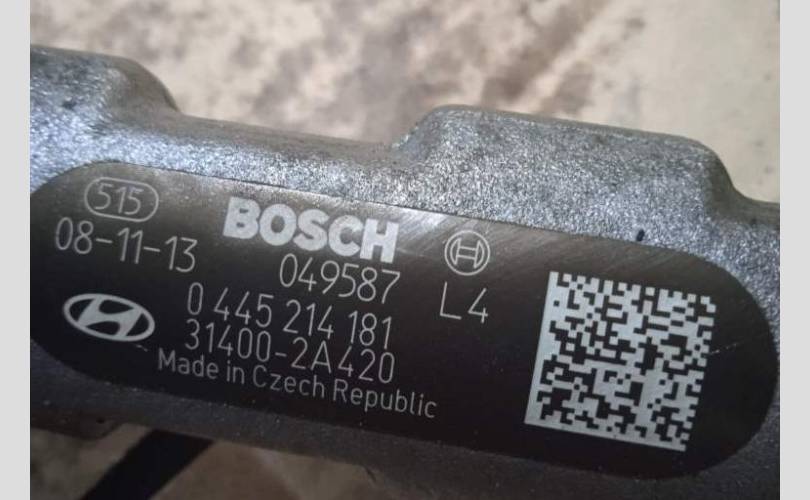 515
BOSCH
08-11-13
049587
L4
0 445 214 181
31400-2A420
Made in Czech Republic